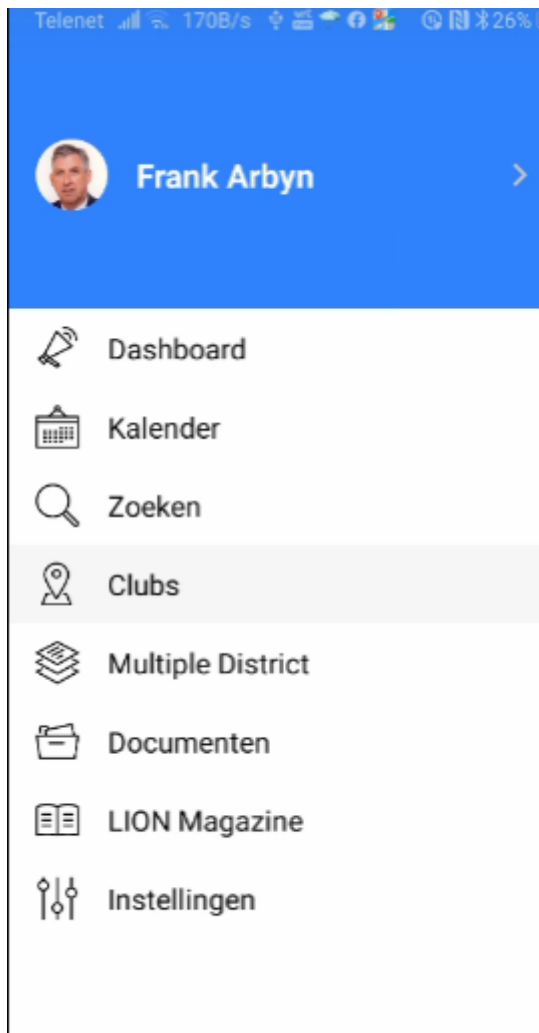 Telenet 170B/s 26%
Frank Arbyn
Dashboard
Kalender
Zoeken
Clubs
Multiple District
Documenten
LION Magazine
Instellingen